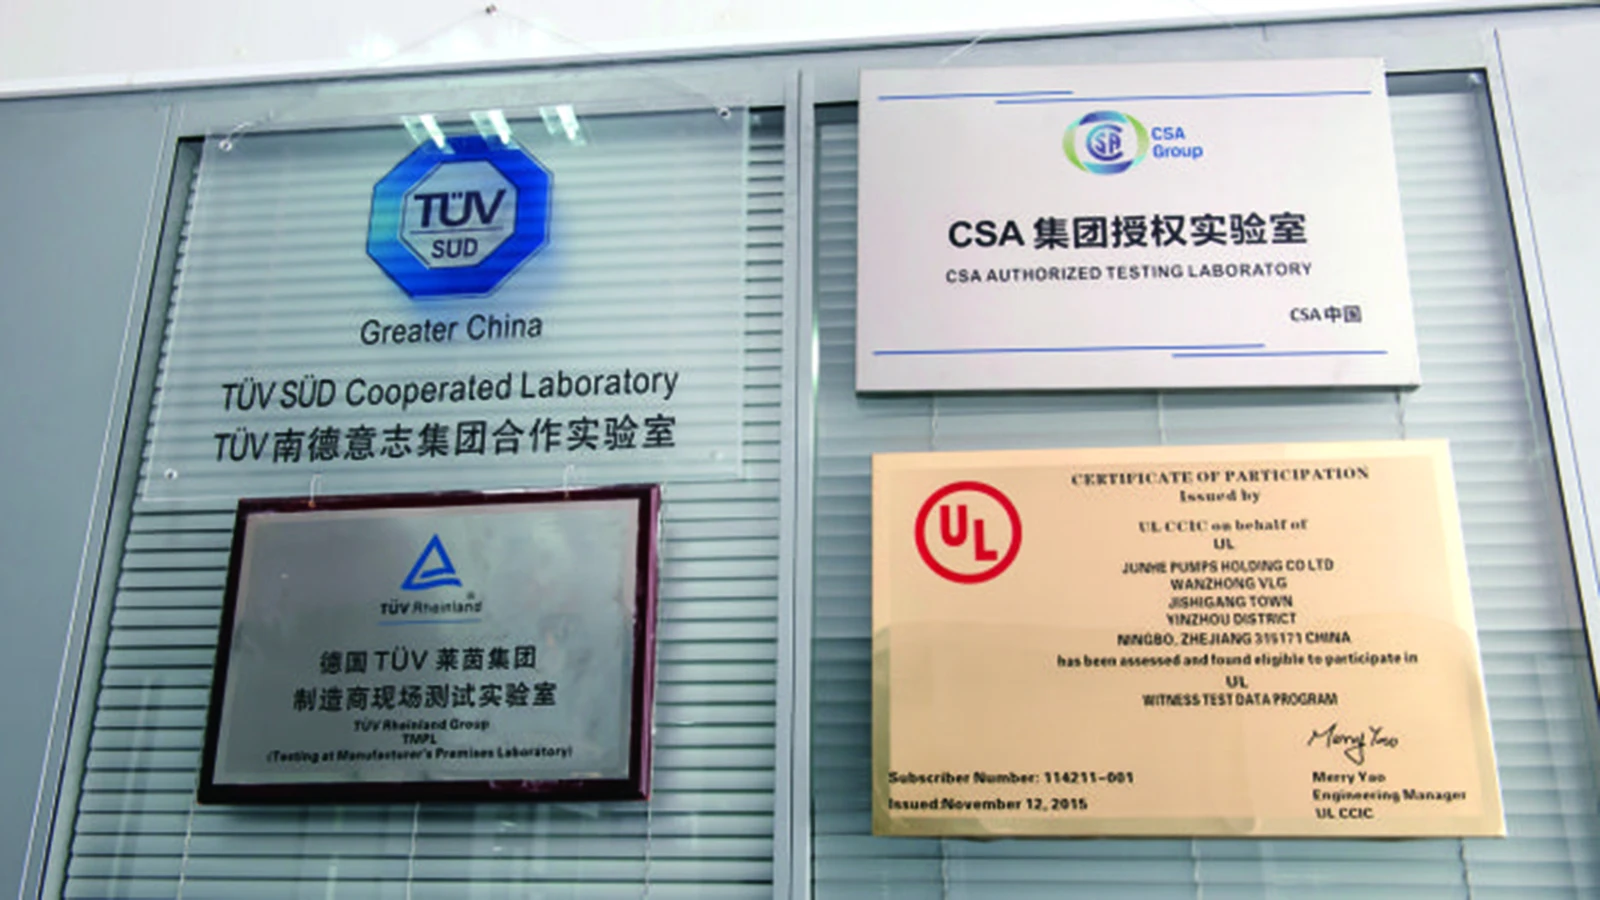 TÜV
SÜD
Greater China
TÜV SÜD Cooperated Laboratory
TÜV南德意志集团合作实验室
TÜV Rheinland®
德国 TÜV 莱茵集团
制造商现场测试实验室
TÜV Rheinland Group
TMPL
(Testing at Manufacturer's Premises Laboratory)
CSA
CSA
Group
CSA 集团授权实验室
CSA AUTHORIZED TESTING LABORATORY
CSA中国
UL
CERTIFICATE OF PARTICIPATION
Issued by
UL CCIC on behalf of
UL
JUNHE PUMPS HOLDING CO LTD
WANZHONG VLG
JISHIGANG TOWN
YINZHOU DISTRICT
NINGBO, ZHEJIANG 315171 CHINA
has been assessed and found eligible to participate in
UL
WITNESS TEST DATA PROGRAM
Merry Yao
Subscriber Number: 114211-001
Issued:November 12, 2015
Merry Yao
Engineering Manager
UL CCIC